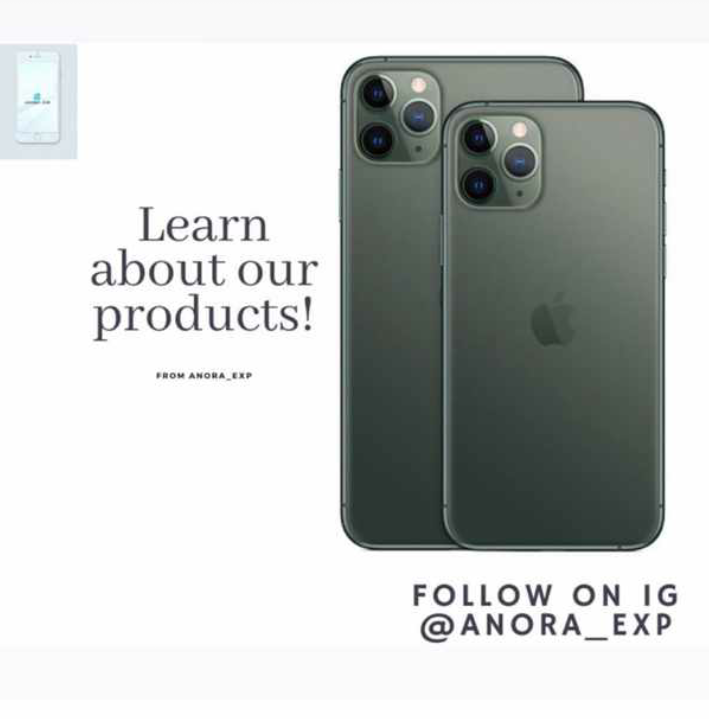 Learn
about our
products!
FROM ANORA_EXP
FOLLOW ON IG
@ANORA_EXP